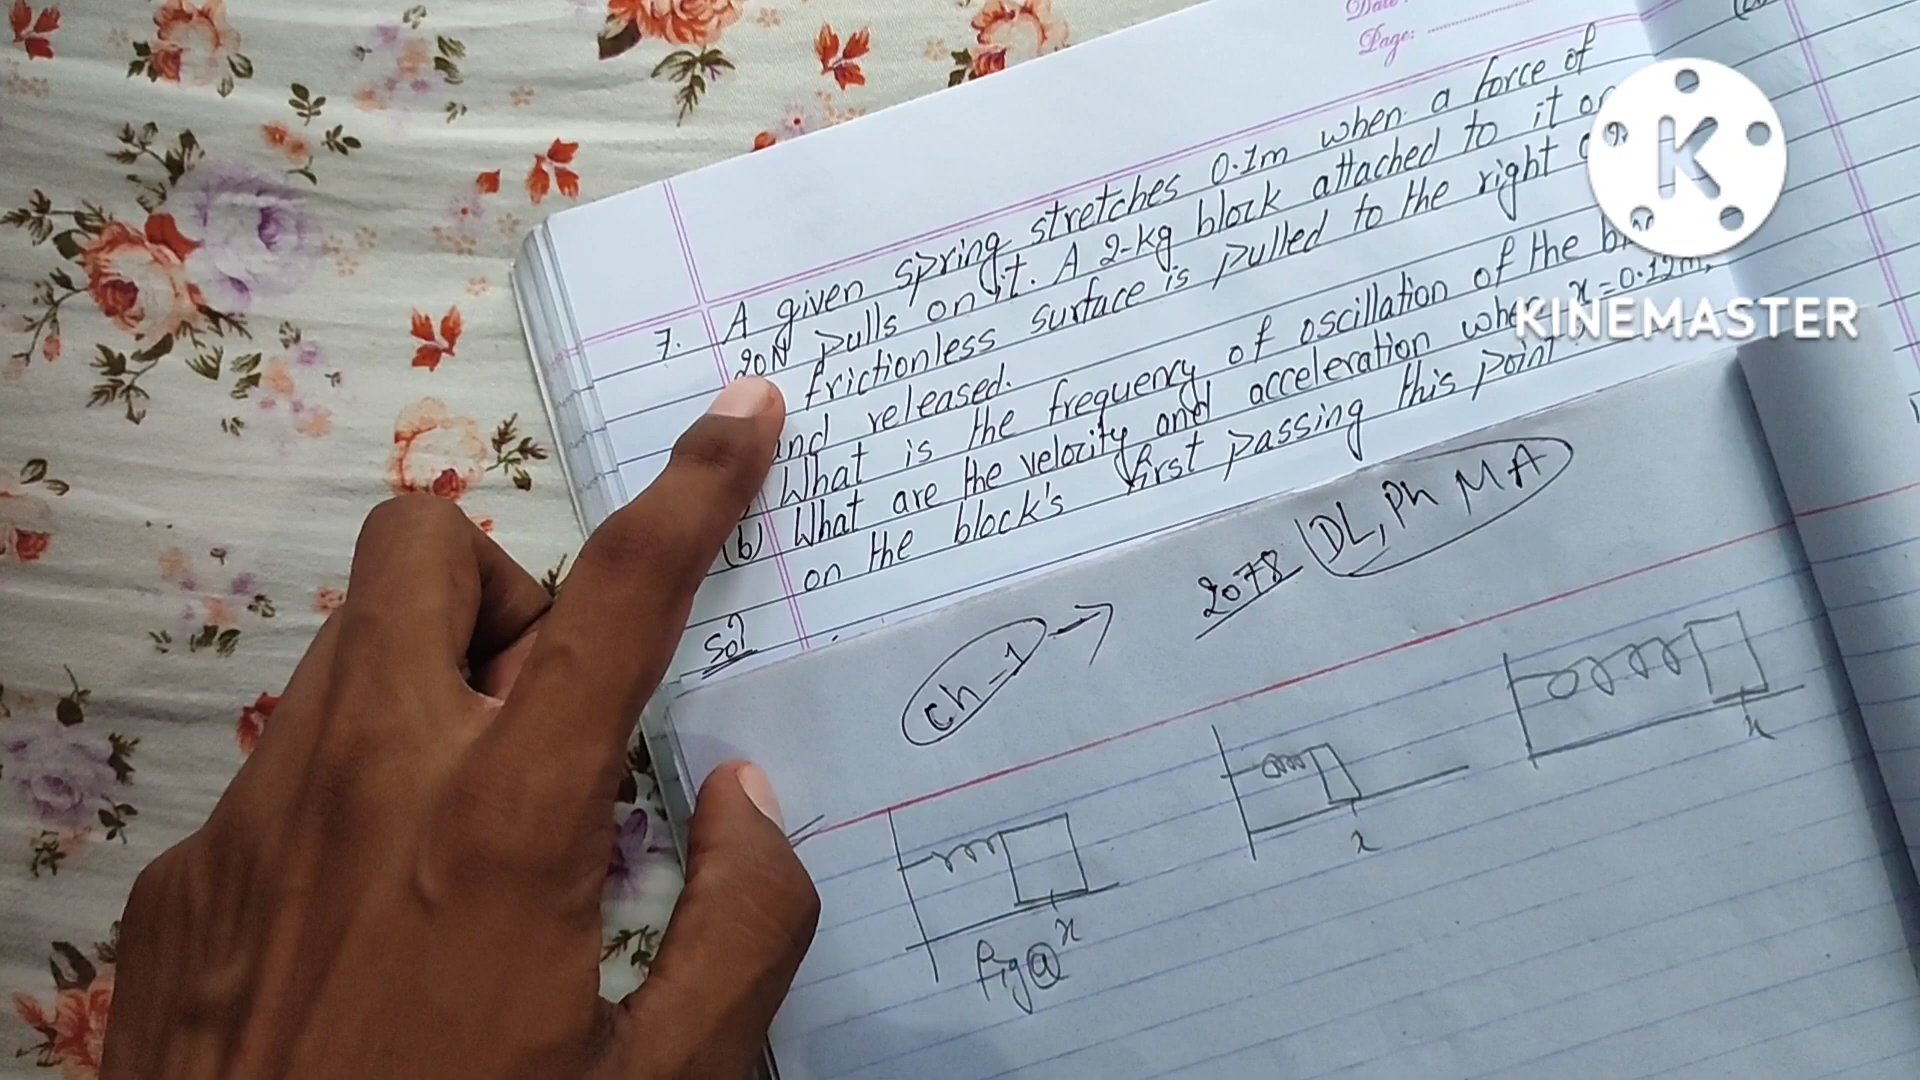 Date:
Page:
7. A given spring stretches 0.1m when a force of
20N pulls on it. A 2-kg block attached to it on
frictionless surface is pulled to the right
and released.
What is the frequency of oscillation of the
(b) What are the velocity and acceleration when x=0.12m,
on the block's first passing this point
Sol
Ch-1 → 2078 DL, Ph MA
x
x
x
fig@
K
KINEMASTER